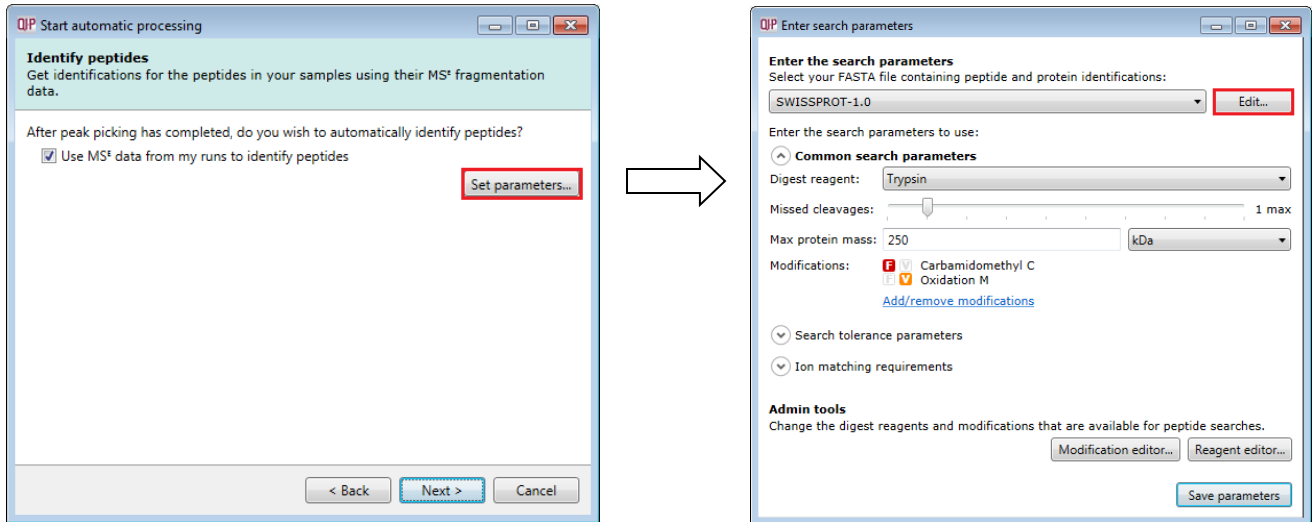 QIP Start automatic processing
Identify peptides
Get identifications for the peptides in your samples using their MSᴱ fragmentation
data.
After peak picking has completed, do you wish to automatically identify peptides?
Use MSᴱ data from my runs to identify peptides
Set parameters...
< Back
Next >
Cancel
QIP Enter search parameters
Enter the search parameters
Select your FASTA file containing peptide and protein identifications:
SWISSPROT-1.0
Edit...
Enter the search parameters to use:
Common search parameters
Digest reagent: Trypsin
Missed cleavages: 1 max
Max protein mass: 250 kDa
Modifications: F V Carbamidomethyl C
F V Oxidation M
Add/remove modifications
Search tolerance parameters
Ion matching requirements
Admin tools
Change the digest reagents and modifications that are available for peptide searches.
Modification editor... Reagent editor...
Save parameters